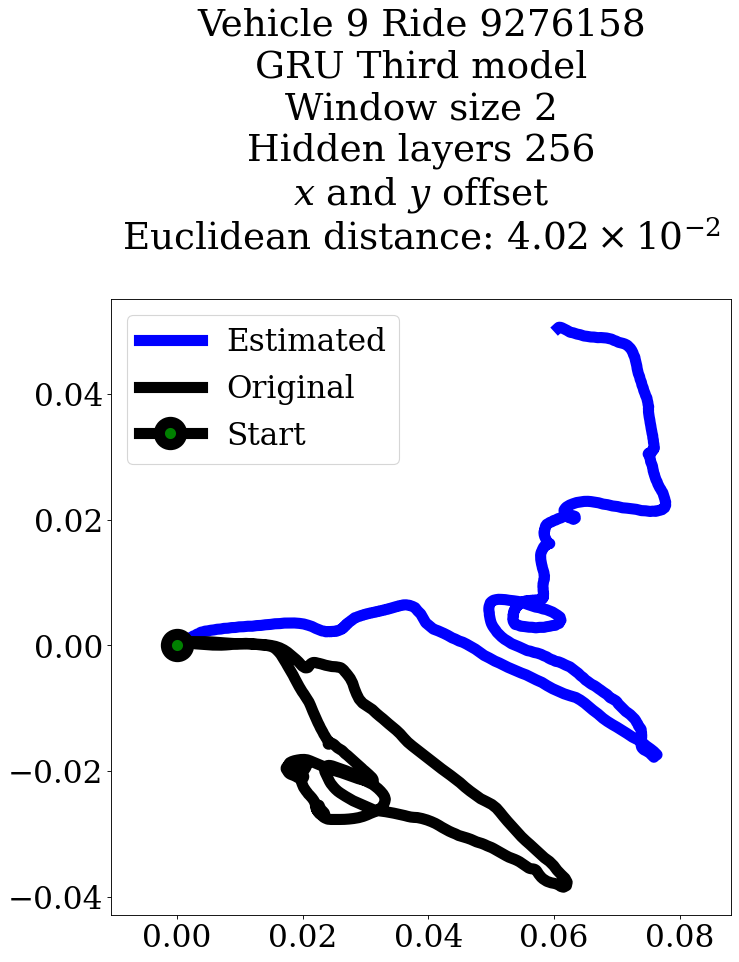 Vehicle 9 Ride 9276158
GRU Third model
Window size 2
Hidden layers 256
x and y offset
Euclidean distance: 4.02 × 10⁻²
Estimated
Original
Start
0.04
0.02
0.00
−0.02
−0.04
0.00 0.02 0.04 0.06 0.08